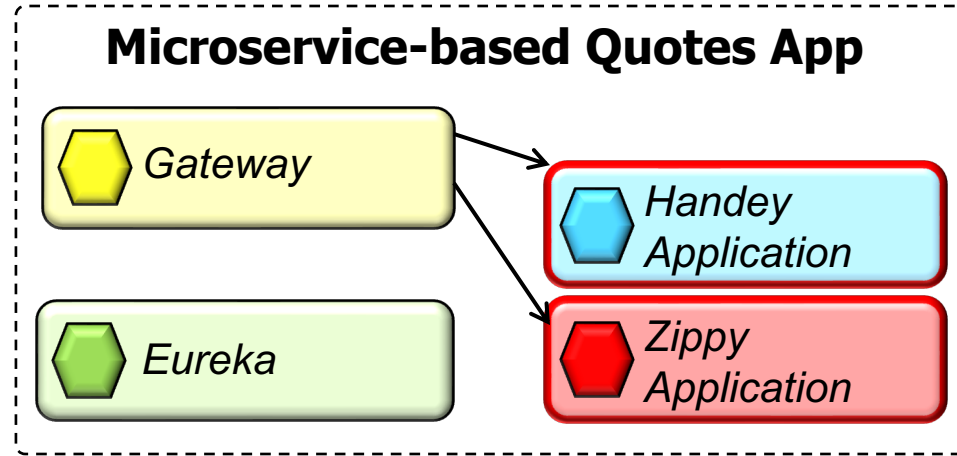 Microservice-based Quotes App
Gateway
Handey
Application
Eureka
Zippy
Application